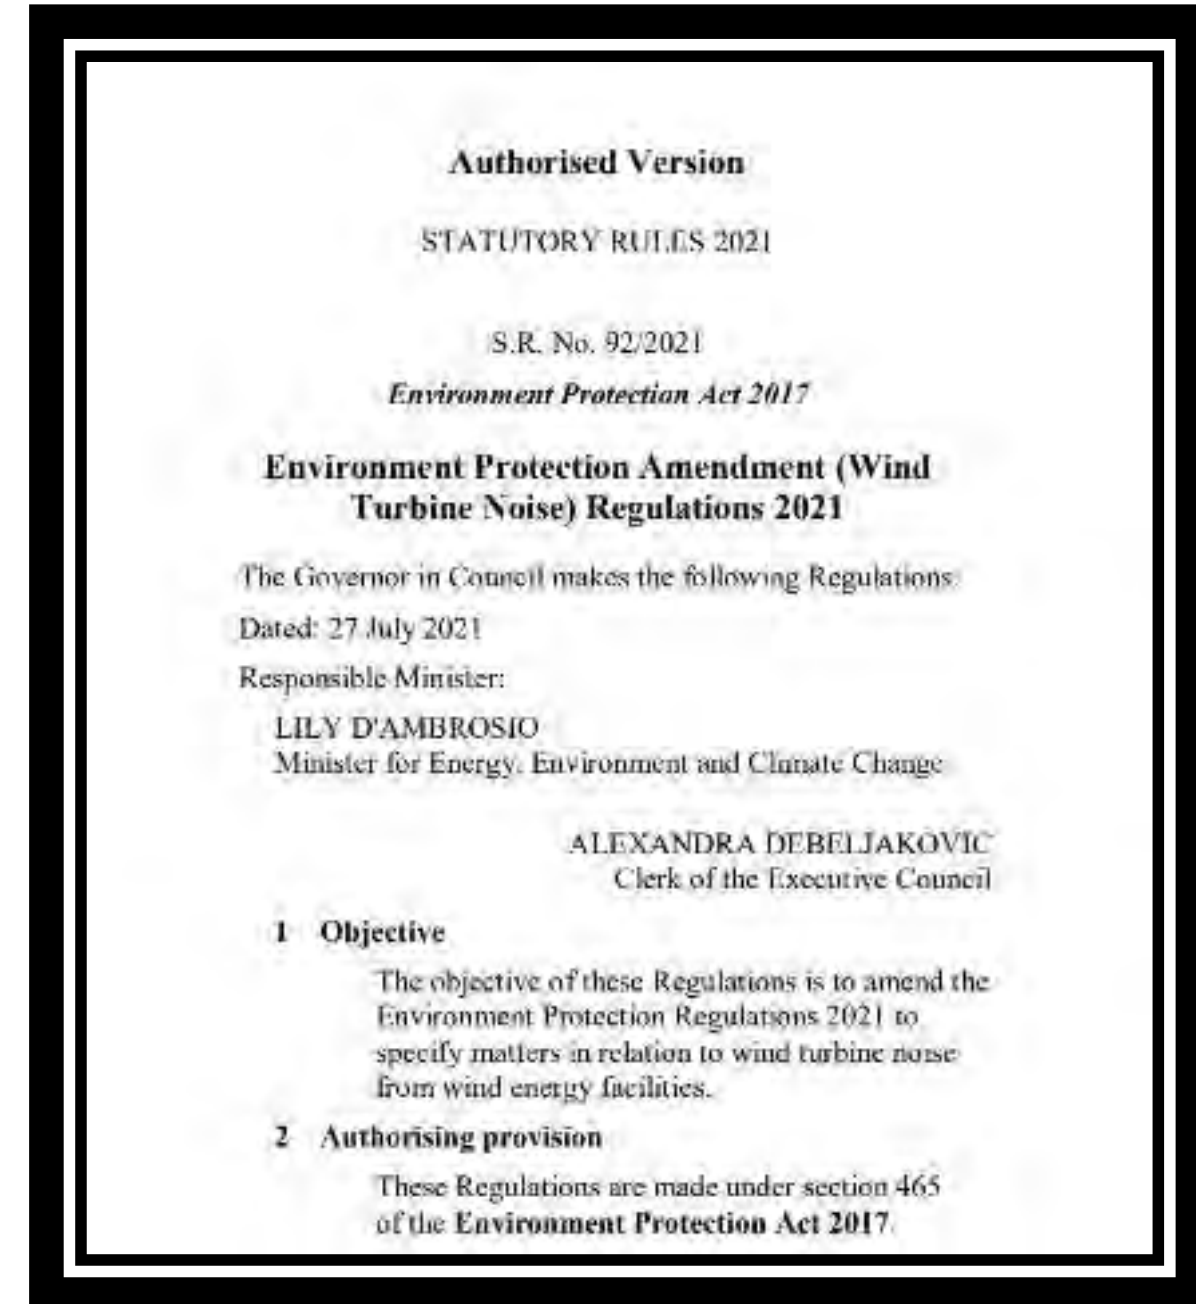 Authorised Version
STATUTORY RULES 2021
S.R. No. 92/2021
Environment Protection Act 2017
Environment Protection Amendment (Wind
Turbine Noise) Regulations 2021
The Governor in Council makes the following Regulations:
Dated: 27 July 2021
Responsible Minister:
LILY D'AMBROSIO
Minister for Energy, Environment and Climate Change
ALEXANDRA DEBELJAKOVIC
Clerk of the Executive Council
1 Objective
The objective of these Regulations is to amend the
Environment Protection Regulations 2021 to
specify matters in relation to wind turbine noise
from wind energy facilities.
2 Authorising provision
These Regulations are made under section 465
of the Environment Protection Act 2017.